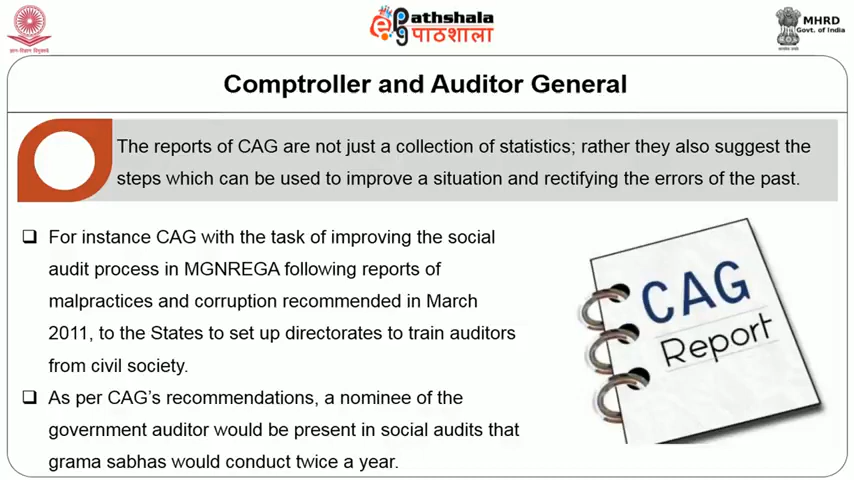 ePathshala
पाठशाला
MHRD
Govt. of India
Comptroller and Auditor General
The reports of CAG are not just a collection of statistics; rather they also suggest the
steps which can be used to improve a situation and rectifying the errors of the past.
❑ For instance CAG with the task of improving the social
audit process in MGNREGA following reports of
malpractices and corruption recommended in March
2011, to the States to set up directorates to train auditors
from civil society.
❑ As per CAG’s recommendations, a nominee of the
government auditor would be present in social audits that
grama sabhas would conduct twice a year.
CAG
Report